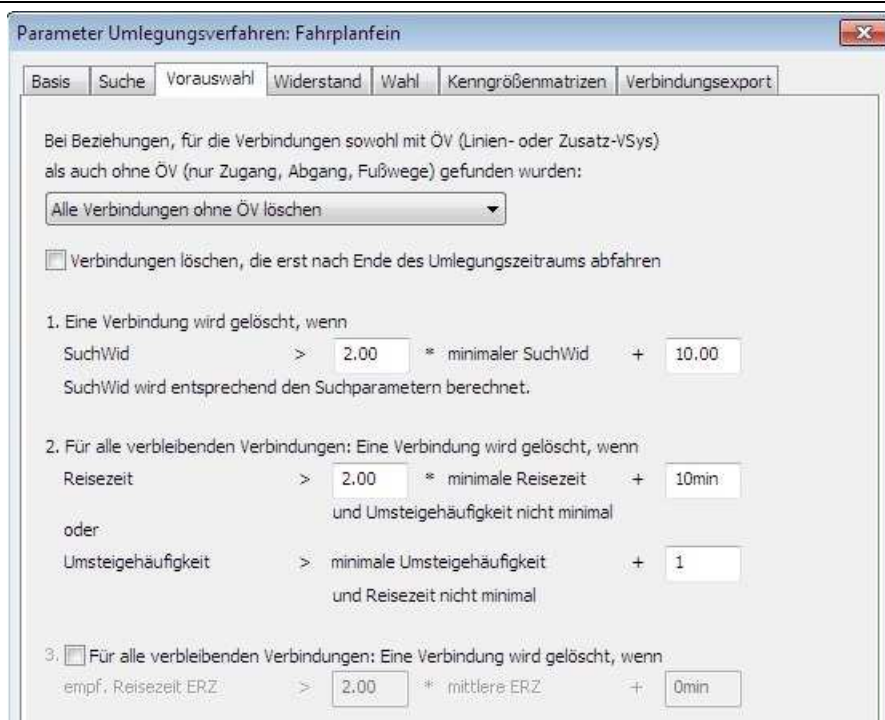 Parameter Umlegungsverfahren: Fahrplanfein
Basis Suche Vorauswahl Widerstand Wahl Kenngrößenmatrizen Verbindungsexport
Bei Beziehungen, für die Verbindungen sowohl mit ÖV (Linien- oder Zusatz-VSys)
als auch ohne ÖV (nur Zugang, Abgang, Fußwege) gefunden wurden:
Alle Verbindungen ohne ÖV löschen
Verbindungen löschen, die erst nach Ende des Umlegungszeitraums abfahren
1. Eine Verbindung wird gelöscht, wenn
SuchWid > 2.00 * minimaler SuchWid + 10.00
SuchWid wird entsprechend den Suchparametern berechnet.
2. Für alle verbleibenden Verbindungen: Eine Verbindung wird gelöscht, wenn
Reisezeit > 2.00 * minimale Reisezeit + 10min
und Umsteigehäufigkeit nicht minimal
oder
Umsteigehäufigkeit > minimale Umsteigehäufigkeit + 1
und Reisezeit nicht minimal
3. Für alle verbleibenden Verbindungen: Eine Verbindung wird gelöscht, wenn
empf. Reisezeit ERZ > 2.00 * mittlere ERZ + 0min